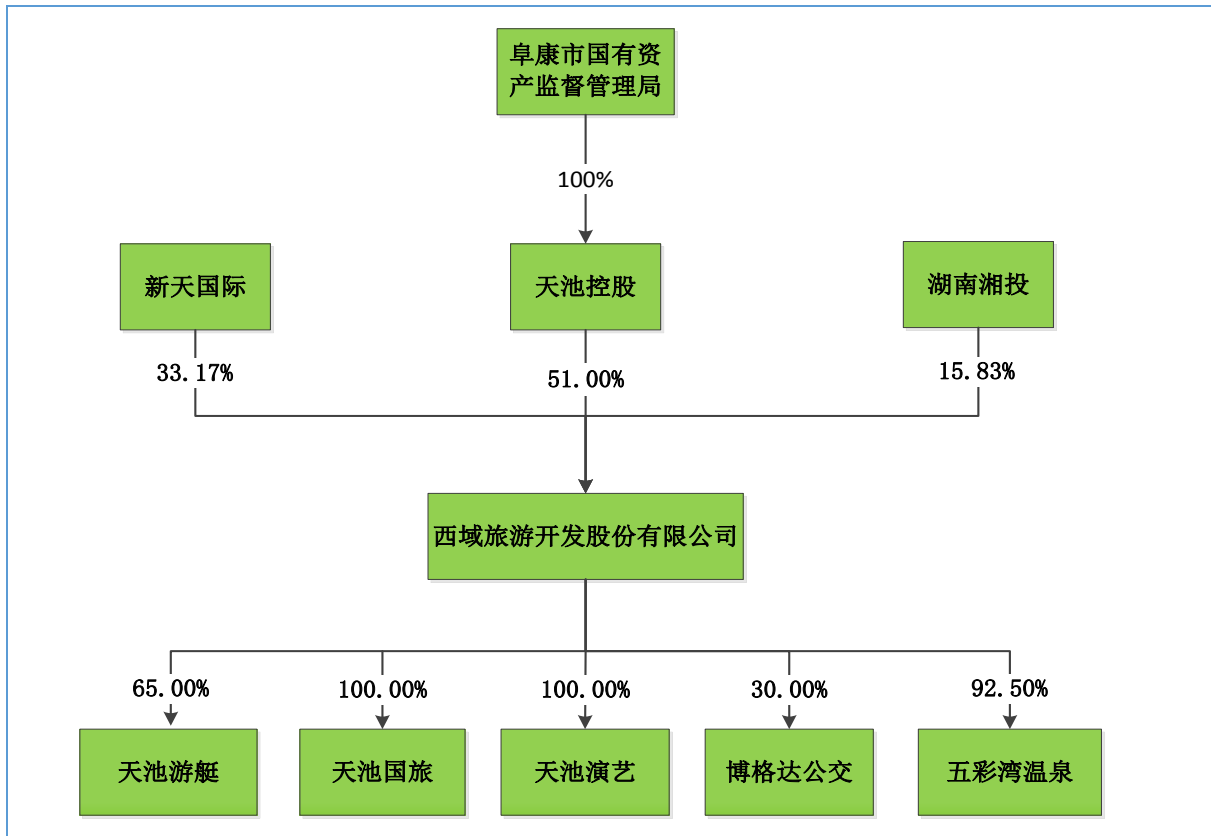 阜康市国有资
产监督管理局
100%
新天国际
天池控股
湖南湘投
33.17%
51.00%
15.83%
西域旅游开发股份有限公司
65.00%
100.00%
100.00%
30.00%
92.50%
天池游艇
天池国旅
天池演艺
博格达公交
五彩湾温泉